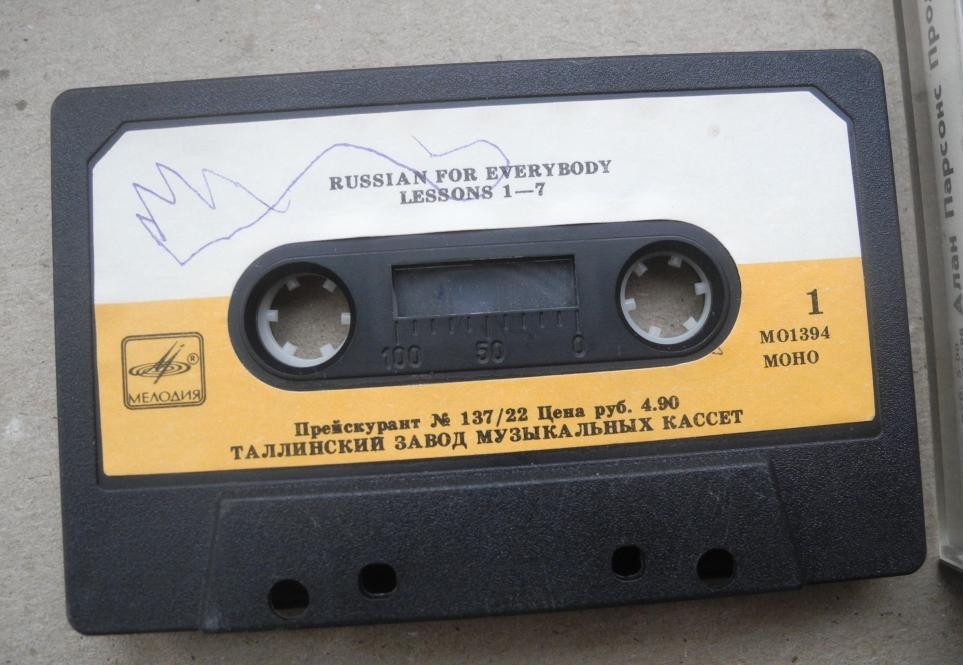 RUSSIAN FOR EVERYBODY
LESSONS 1—7
1
МО1394
МОНО
®
МЕЛОДИЯ
100 50 0
Прейскурант № 137/22 Цена руб. 4.90
ТАЛЛИНСКИЙ ЗАВОД МУЗЫКАЛЬНЫХ КАССЕТ
Алан Парсонс